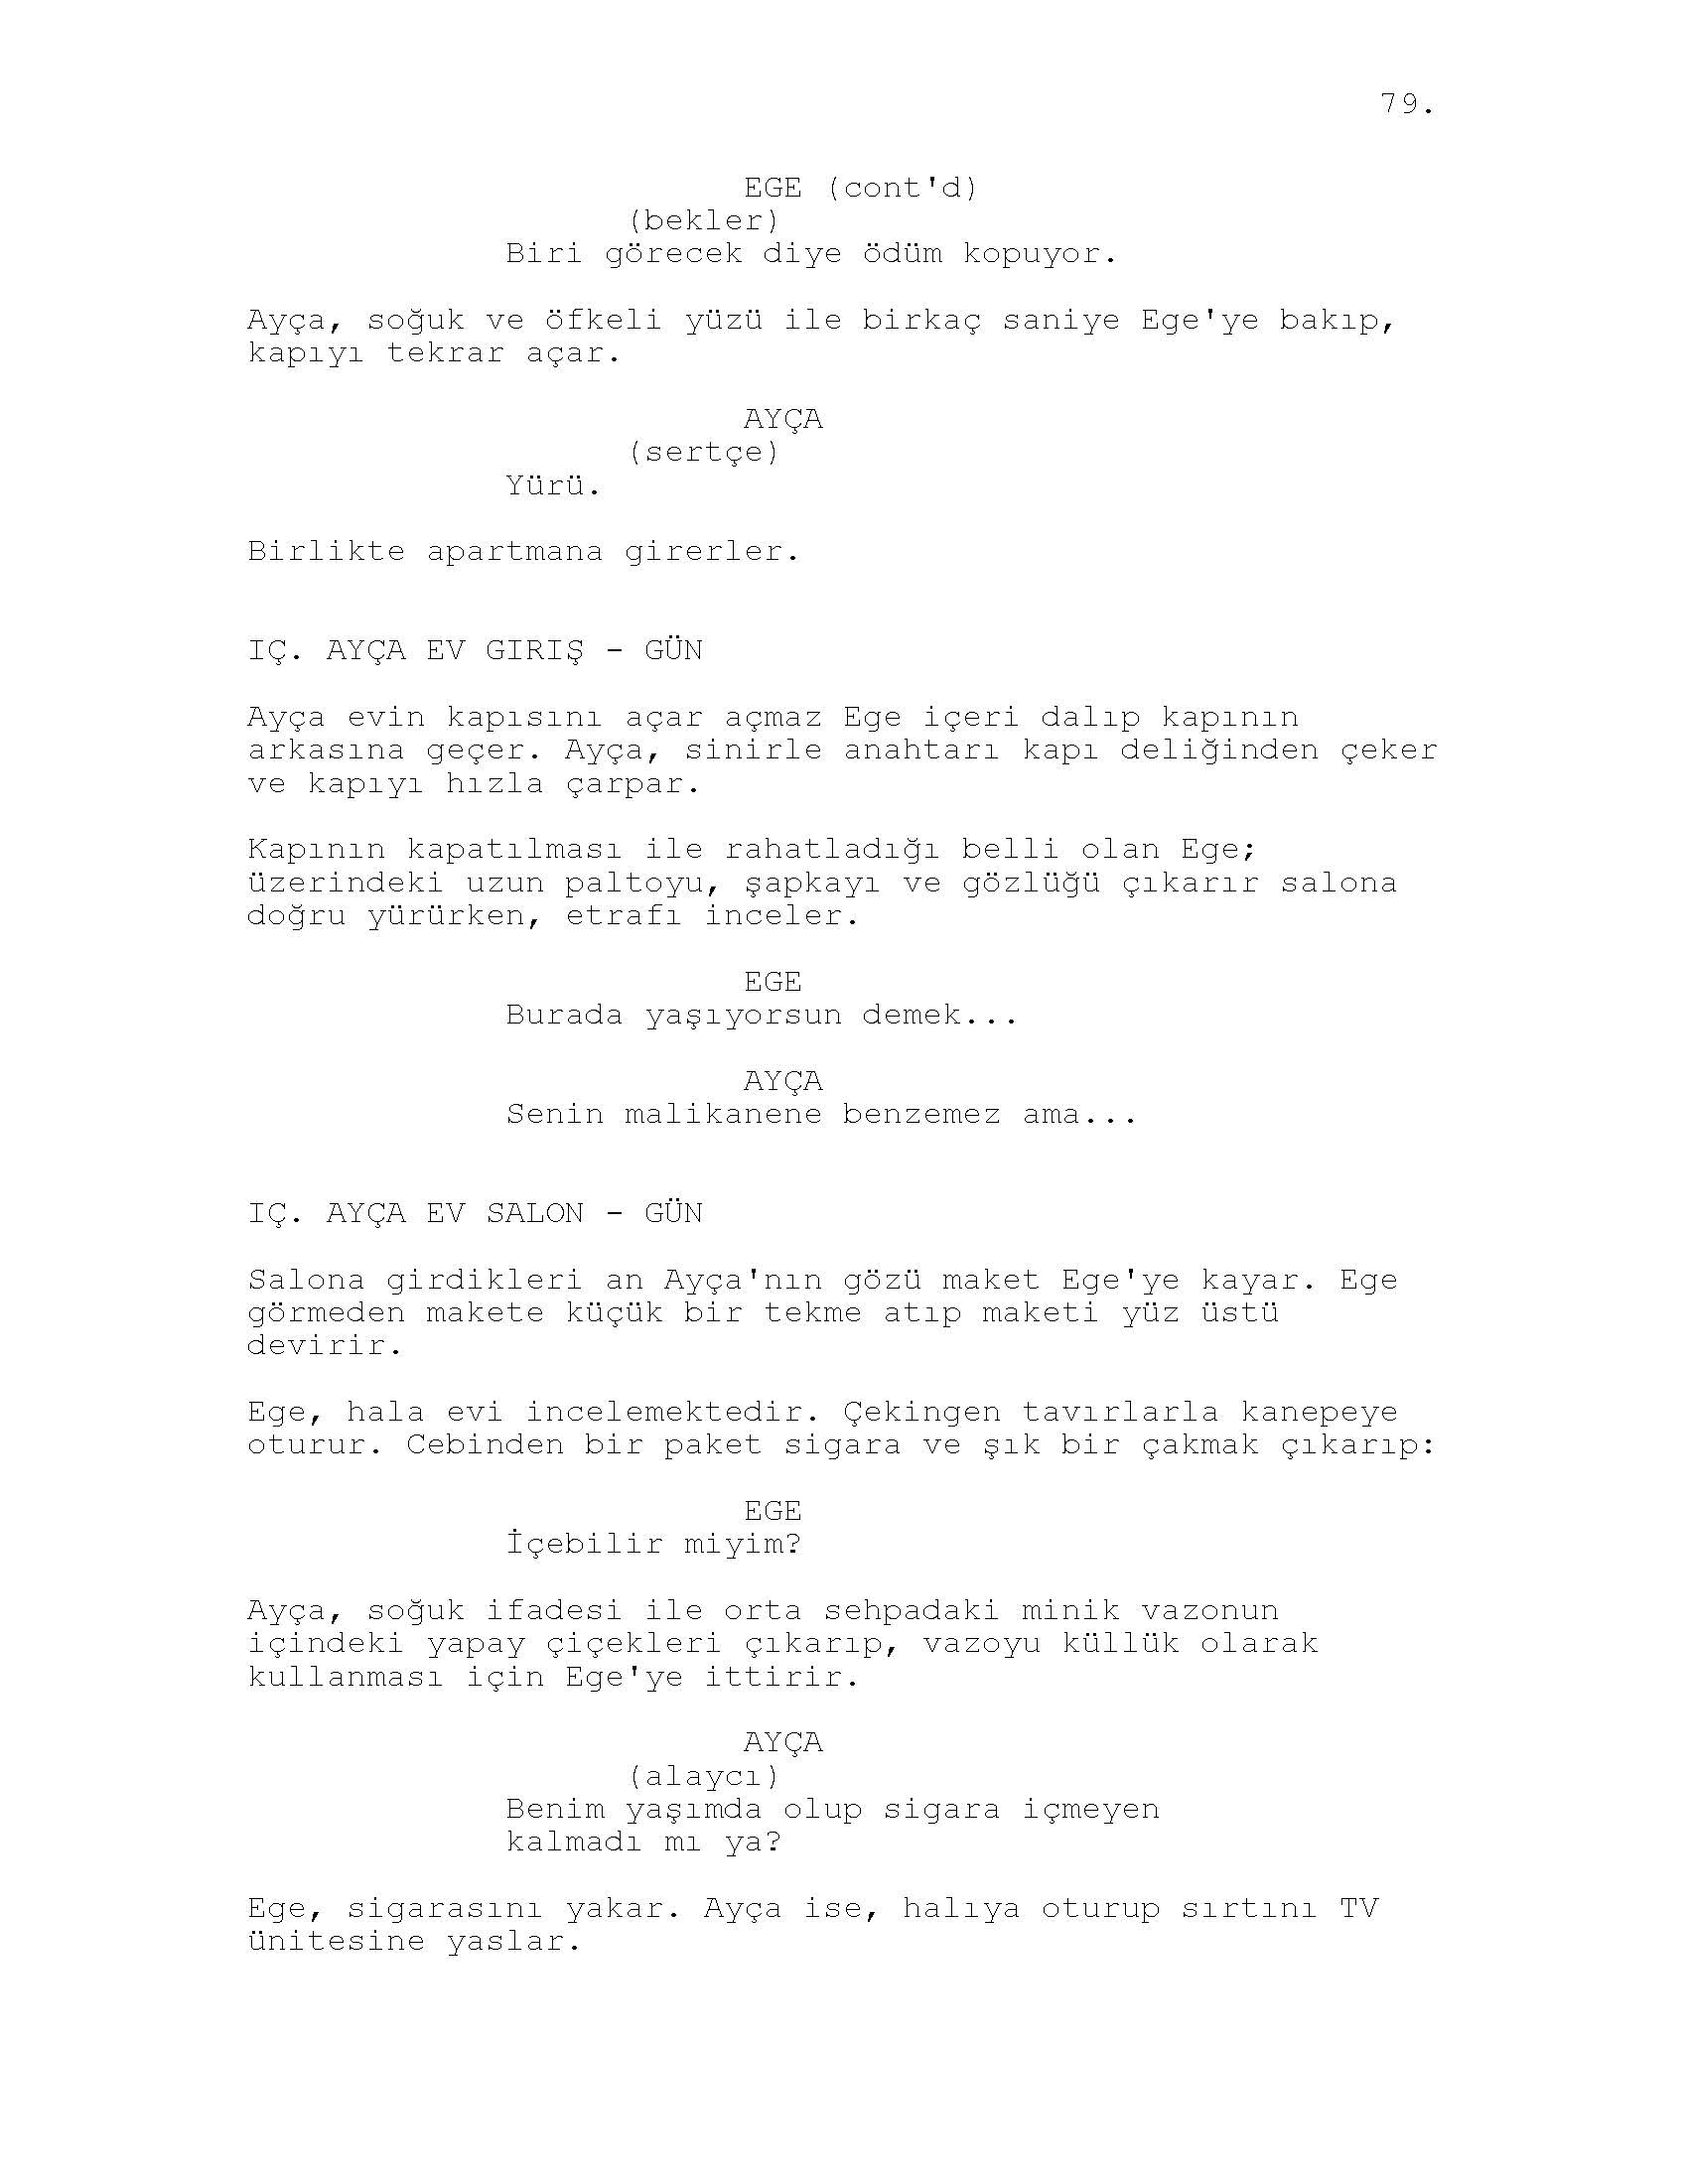 79.
EGE (cont'd)
(bekler)
Biri görecek diye ödüm kopuyor.
Ayça, soğuk ve öfkeli yüzü ile birkaç saniye Ege'ye bakıp,
kapıyı tekrar açar.
AYÇA
(sertçe)
Yürü.
Birlikte apartmana girerler.
IÇ. AYÇA EV GIRIŞ - GÜN
Ayça evin kapısını açar açmaz Ege içeri dalıp kapının
arkasına geçer. Ayça, sinirle anahtarı kapı deliğinden çeker
ve kapıyı hızla çarpar.
Kapının kapatılması ile rahatladığı belli olan Ege;
üzerindeki uzun paltoyu, şapkayı ve gözlüğü çıkarır salona
doğru yürürken, etrafı inceler.
EGE
Burada yaşıyorsun demek...
AYÇA
Senin malikanene benzemez ama...
IÇ. AYÇA EV SALON - GÜN
Salona girdikleri an Ayça'nın gözü maket Ege'ye kayar. Ege
görmeden makete küçük bir tekme atıp maketi yüz üstü
devirir.
Ege, hala evi incelemektedir. Çekingen tavırlarla kanepeye
oturur. Cebinden bir paket sigara ve şık bir çakmak çıkarıp:
EGE
İçebilir miyim?
Ayça, soğuk ifadesi ile orta sehpadaki minik vazonun
içindeki yapay çiçekleri çıkarıp, vazoyu küllük olarak
kullanması için Ege'ye ittirir.
AYÇA
(alaycı)
Benim yaşımda olup sigara içmeyen
kalmadı mı ya?
Ege, sigarasını yakar. Ayça ise, halıya oturup sırtını TV
ünitesine yaslar.